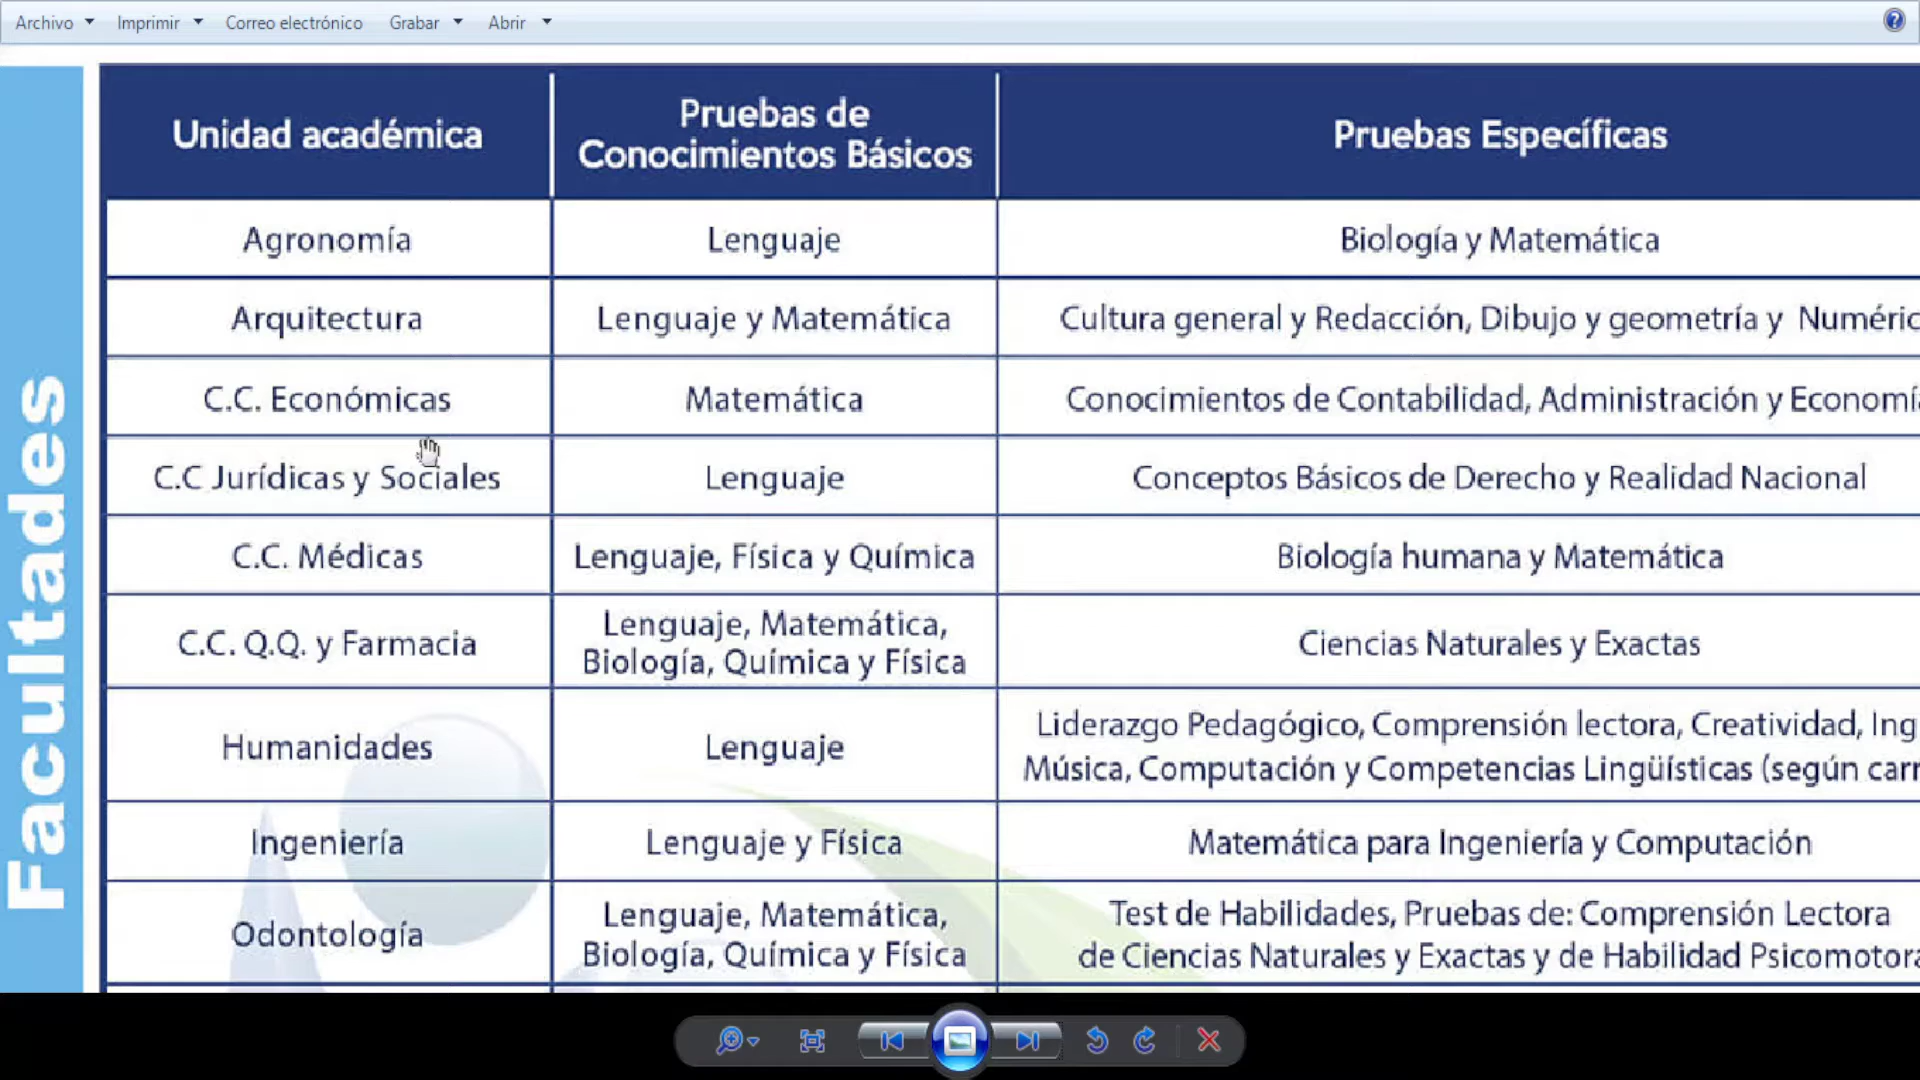 Archivo Imprimir Correo electrónico Grabar Abrir
Facultades
Unidad académica
Pruebas de
Conocimientos Básicos
Pruebas Específicas
Agronomía
Lenguaje
Biología y Matemática
Arquitectura
Lenguaje y Matemática
Cultura general y Redacción, Dibujo y geometría y Numéric
C.C. Económicas
Matemática
Conocimientos de Contabilidad, Administración y Economía
C.C Jurídicas y Sociales
Lenguaje
Conceptos Básicos de Derecho y Realidad Nacional
C.C. Médicas
Lenguaje, Física y Química
Biología humana y Matemática
C.C. Q.Q. y Farmacia
Lenguaje, Matemática,
Biología, Química y Física
Ciencias Naturales y Exactas
Humanidades
Lenguaje
Liderazgo Pedagógico, Comprensión lectora, Creatividad, Ing
Música, Computación y Competencias Lingüísticas (según carr
Ingeniería
Lenguaje y Física
Matemática para Ingeniería y Computación
Odontología
Lenguaje, Matemática,
Biología, Química y Física
Test de Habilidades, Pruebas de: Comprensión Lectora
de Ciencias Naturales y Exactas y de Habilidad Psicomotora